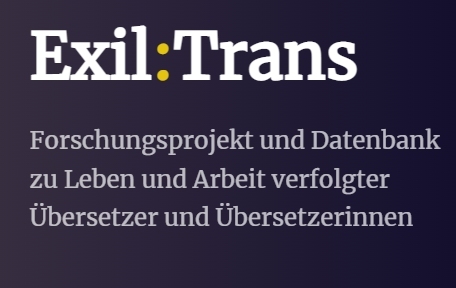 Exil:Trans
Forschungsprojekt und Datenbank
zu Leben und Arbeit verfolgter
Übersetzer und Übersetzerinnen